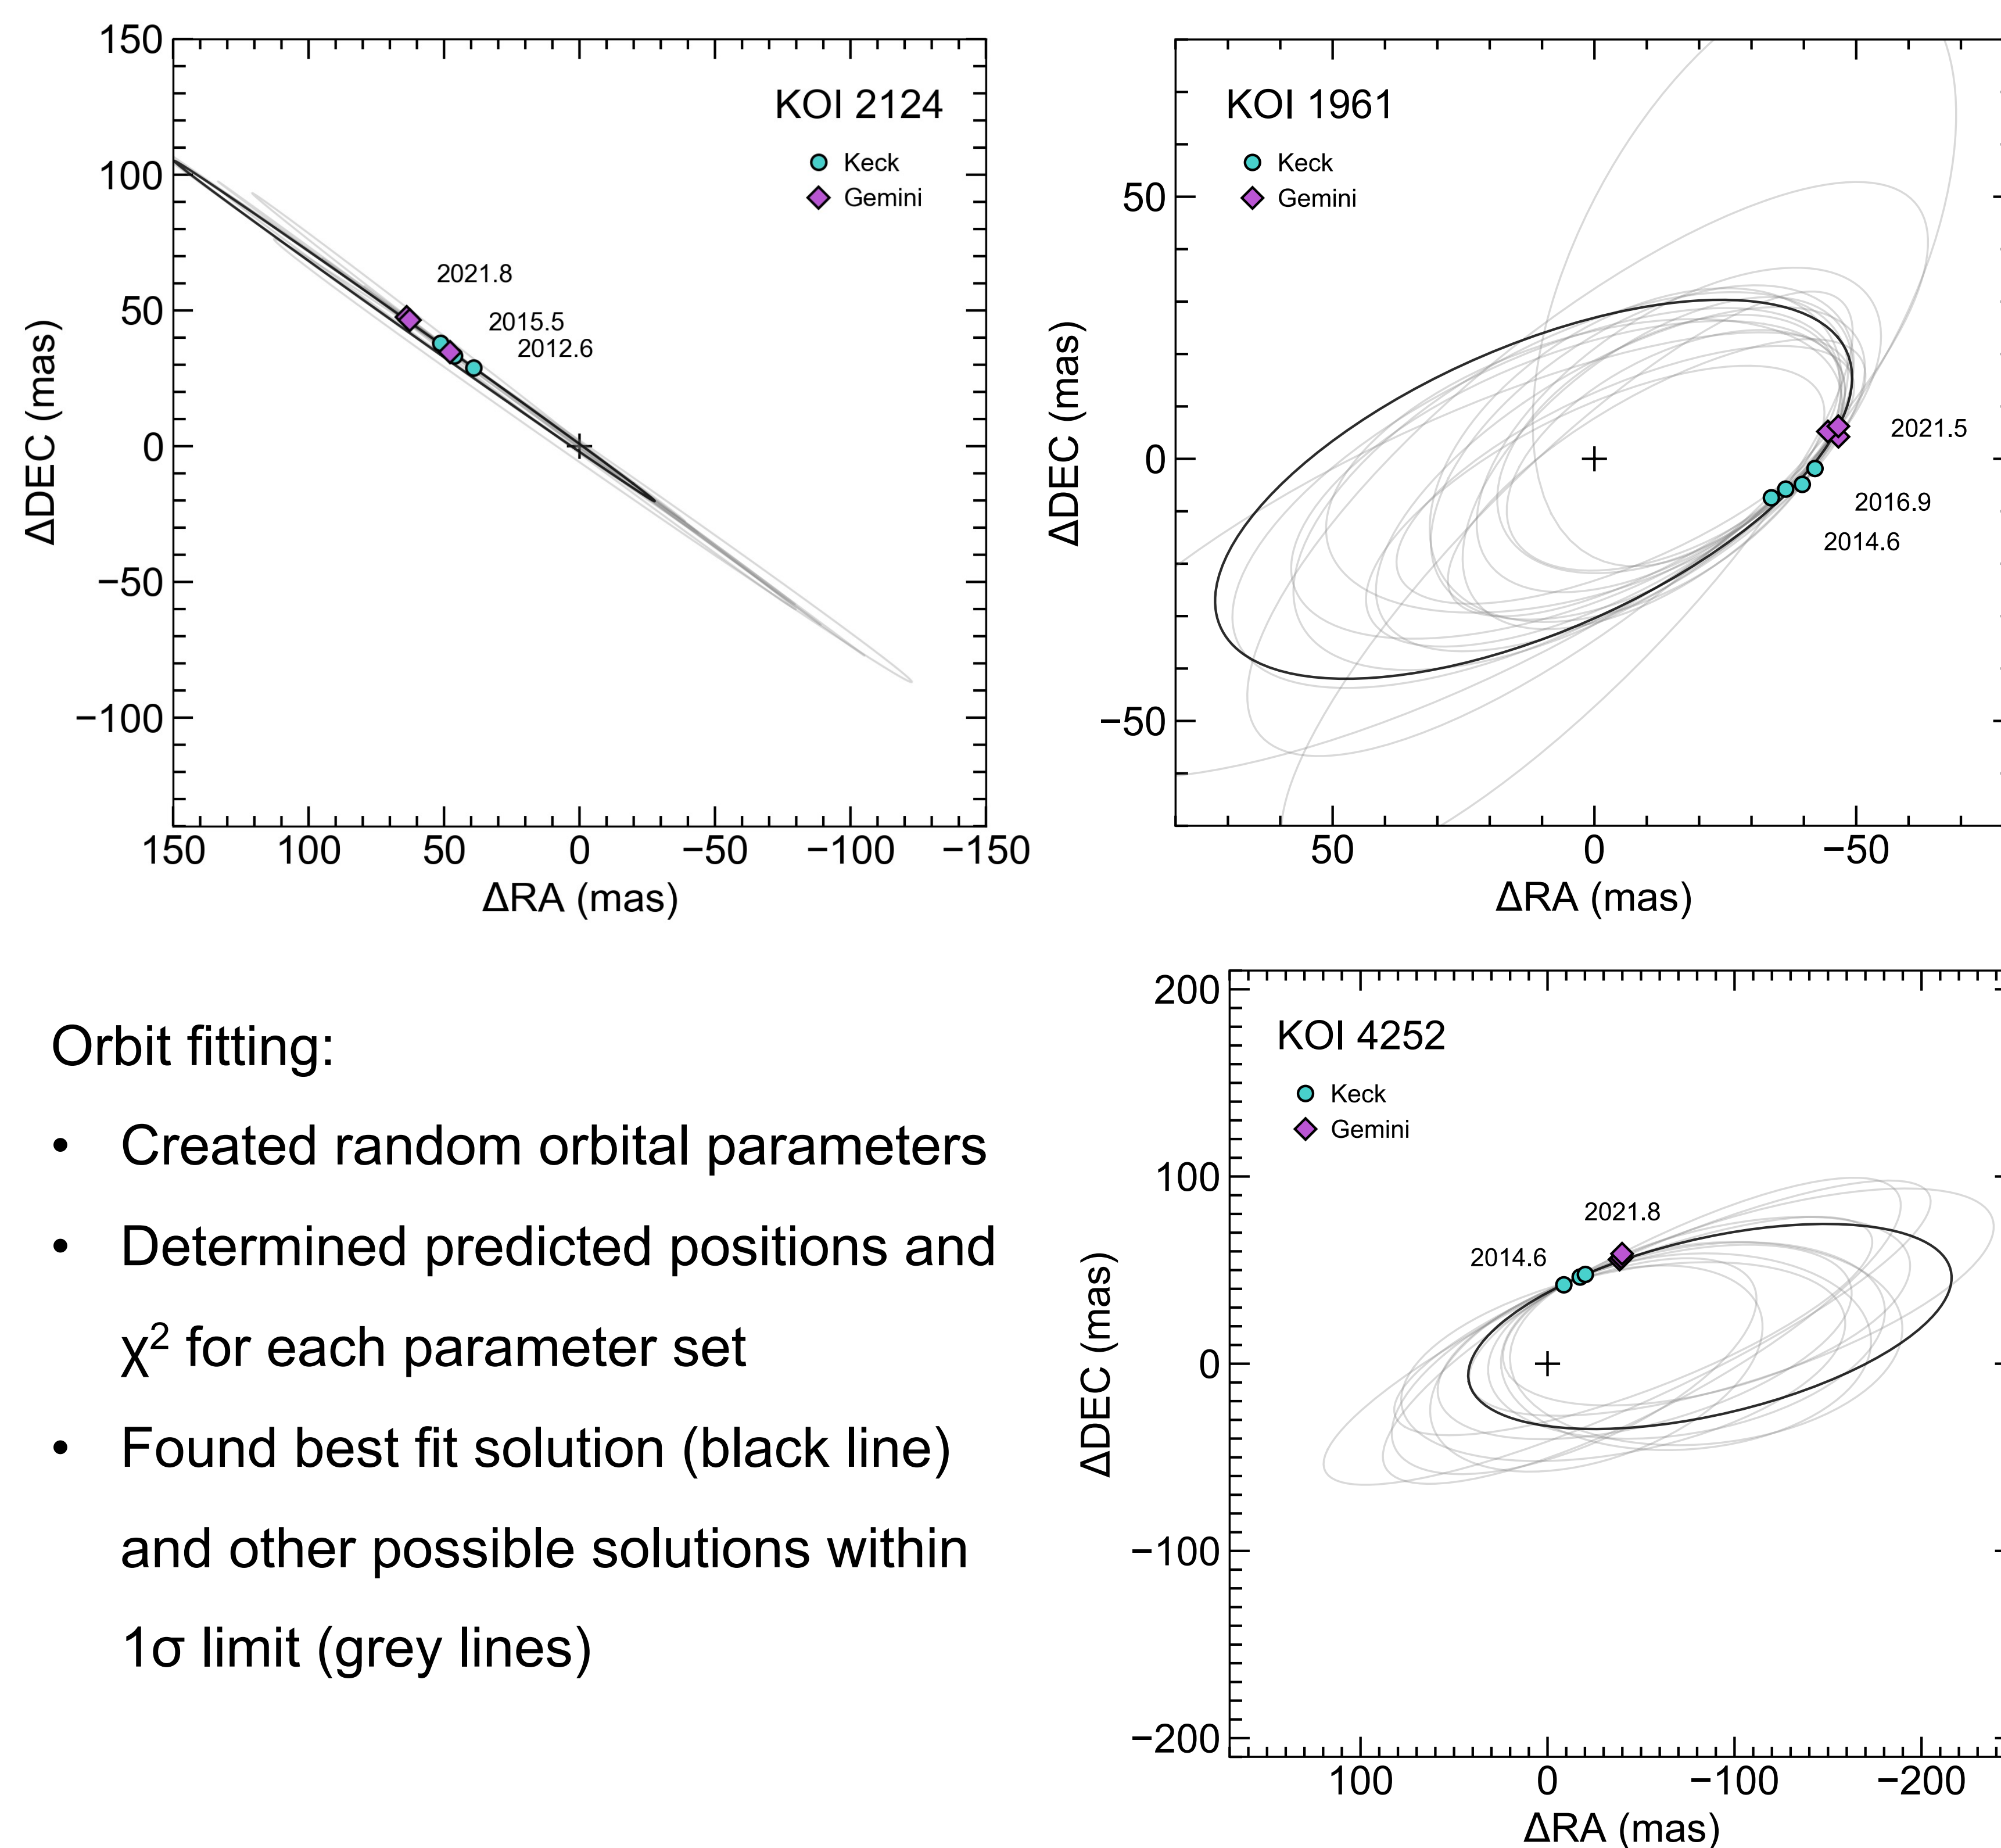 KOI 2124
Keck
Gemini
2021.8
2015.5
2012.6
150
100
50
0
−50
−100
150
100
50
0
−50
−100
−150
ΔDEC (mas)
ΔRA (mas)
KOI 1961
Keck
Gemini
2021.5
2016.9
2014.6
50
0
−50
50
0
−50
ΔDEC (mas)
ΔRA (mas)
Orbit fitting:
• Created random orbital parameters
• Determined predicted positions and
χ² for each parameter set
• Found best fit solution (black line)
and other possible solutions within
1σ limit (grey lines)
KOI 4252
Keck
Gemini
2021.8
2014.6
200
100
0
−100
−200
100
0
−100
−200
ΔDEC (mas)
ΔRA (mas)